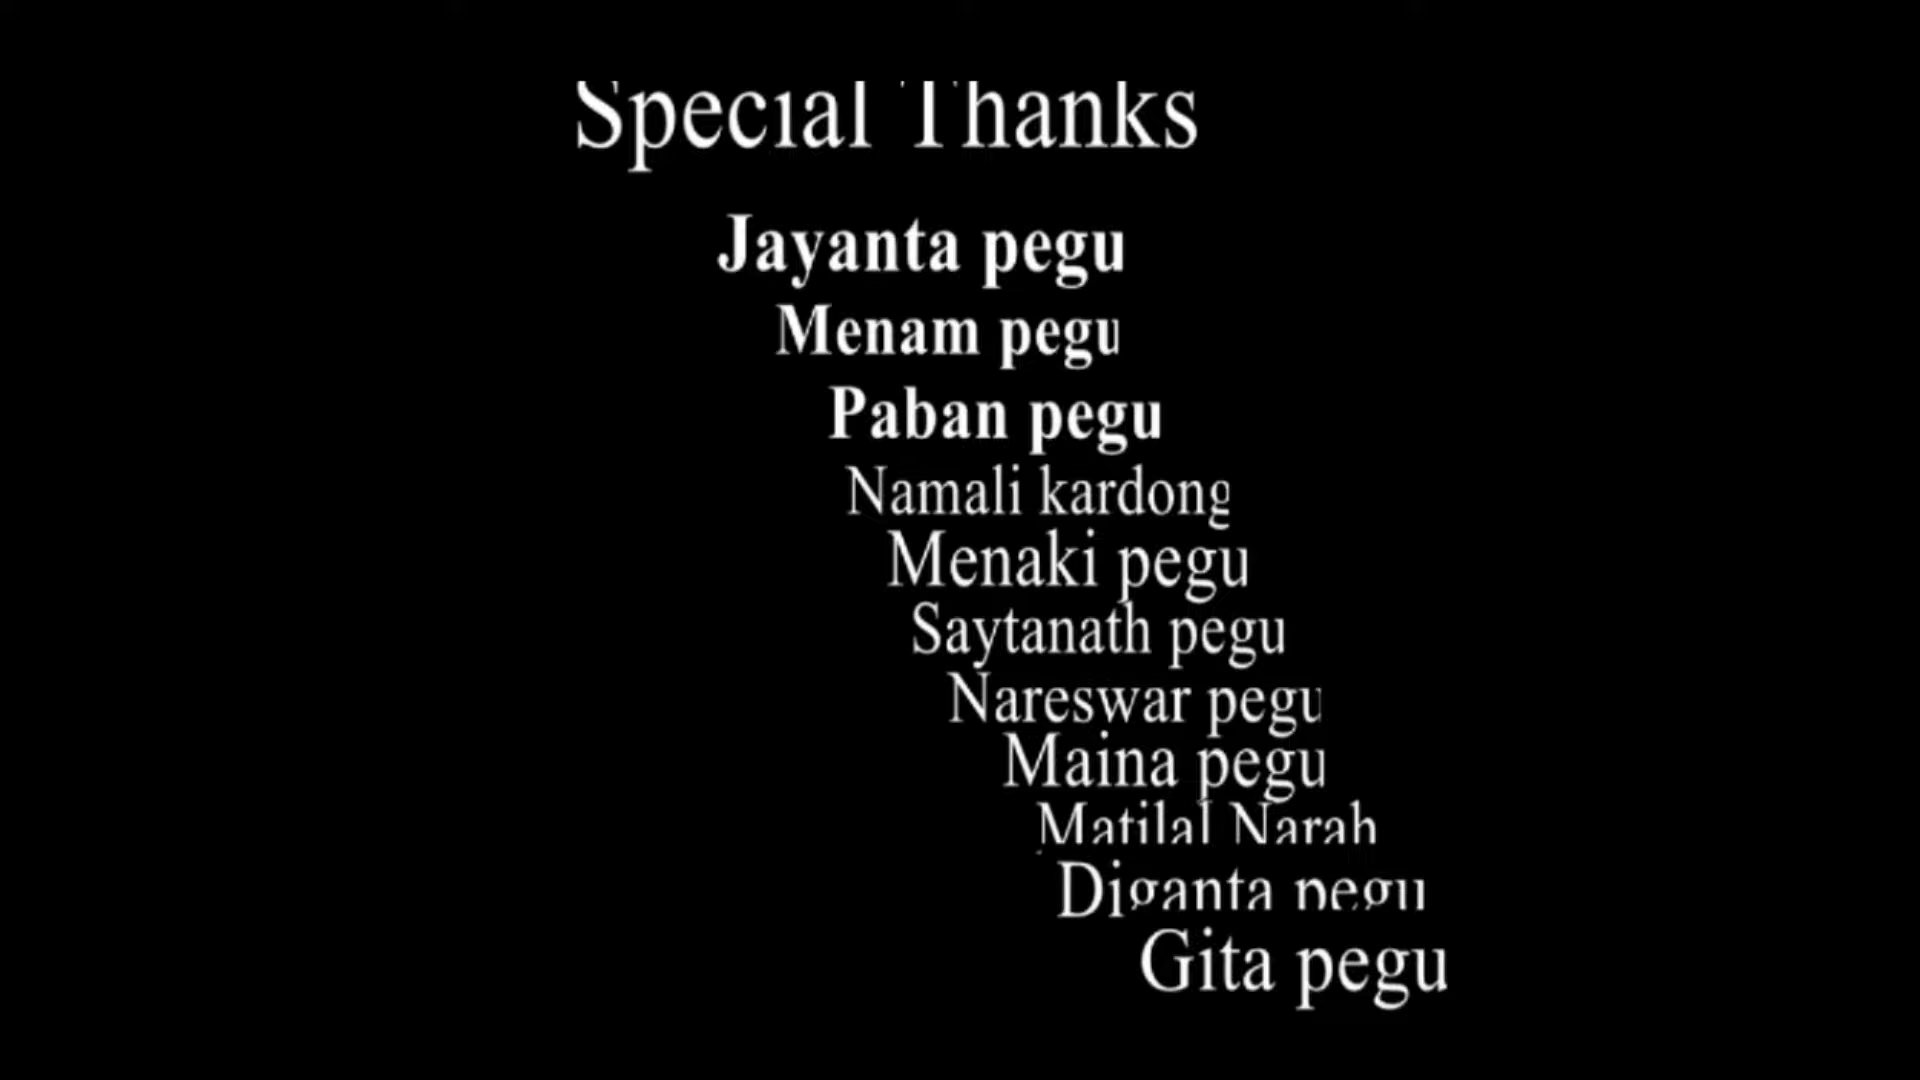 Special Thanks
Jayanta pegu
Menam pegu
Paban pegu
Namali kardong
Menaki pegu
Saytanath pegu
Nareswar pegu
Maina pegu
Matilal Narah
Diganta pegu
Gita pegu